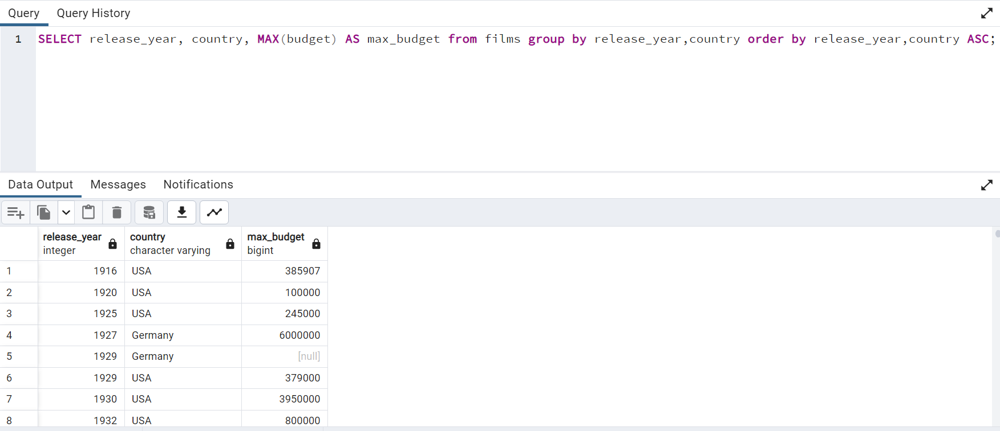 Query Query History
1 SELECT release_year, country, MAX(budget) AS max_budget from films group by release_year,country order by release_year,country ASC;
Data Output Messages Notifications
release_year country max_budget
integer character varying bigint
1 1916 USA 385907
2 1920 USA 100000
3 1925 USA 245000
4 1927 Germany 6000000
5 1929 Germany [null]
6 1929 USA 379000
7 1930 USA 3950000
8 1932 USA 800000